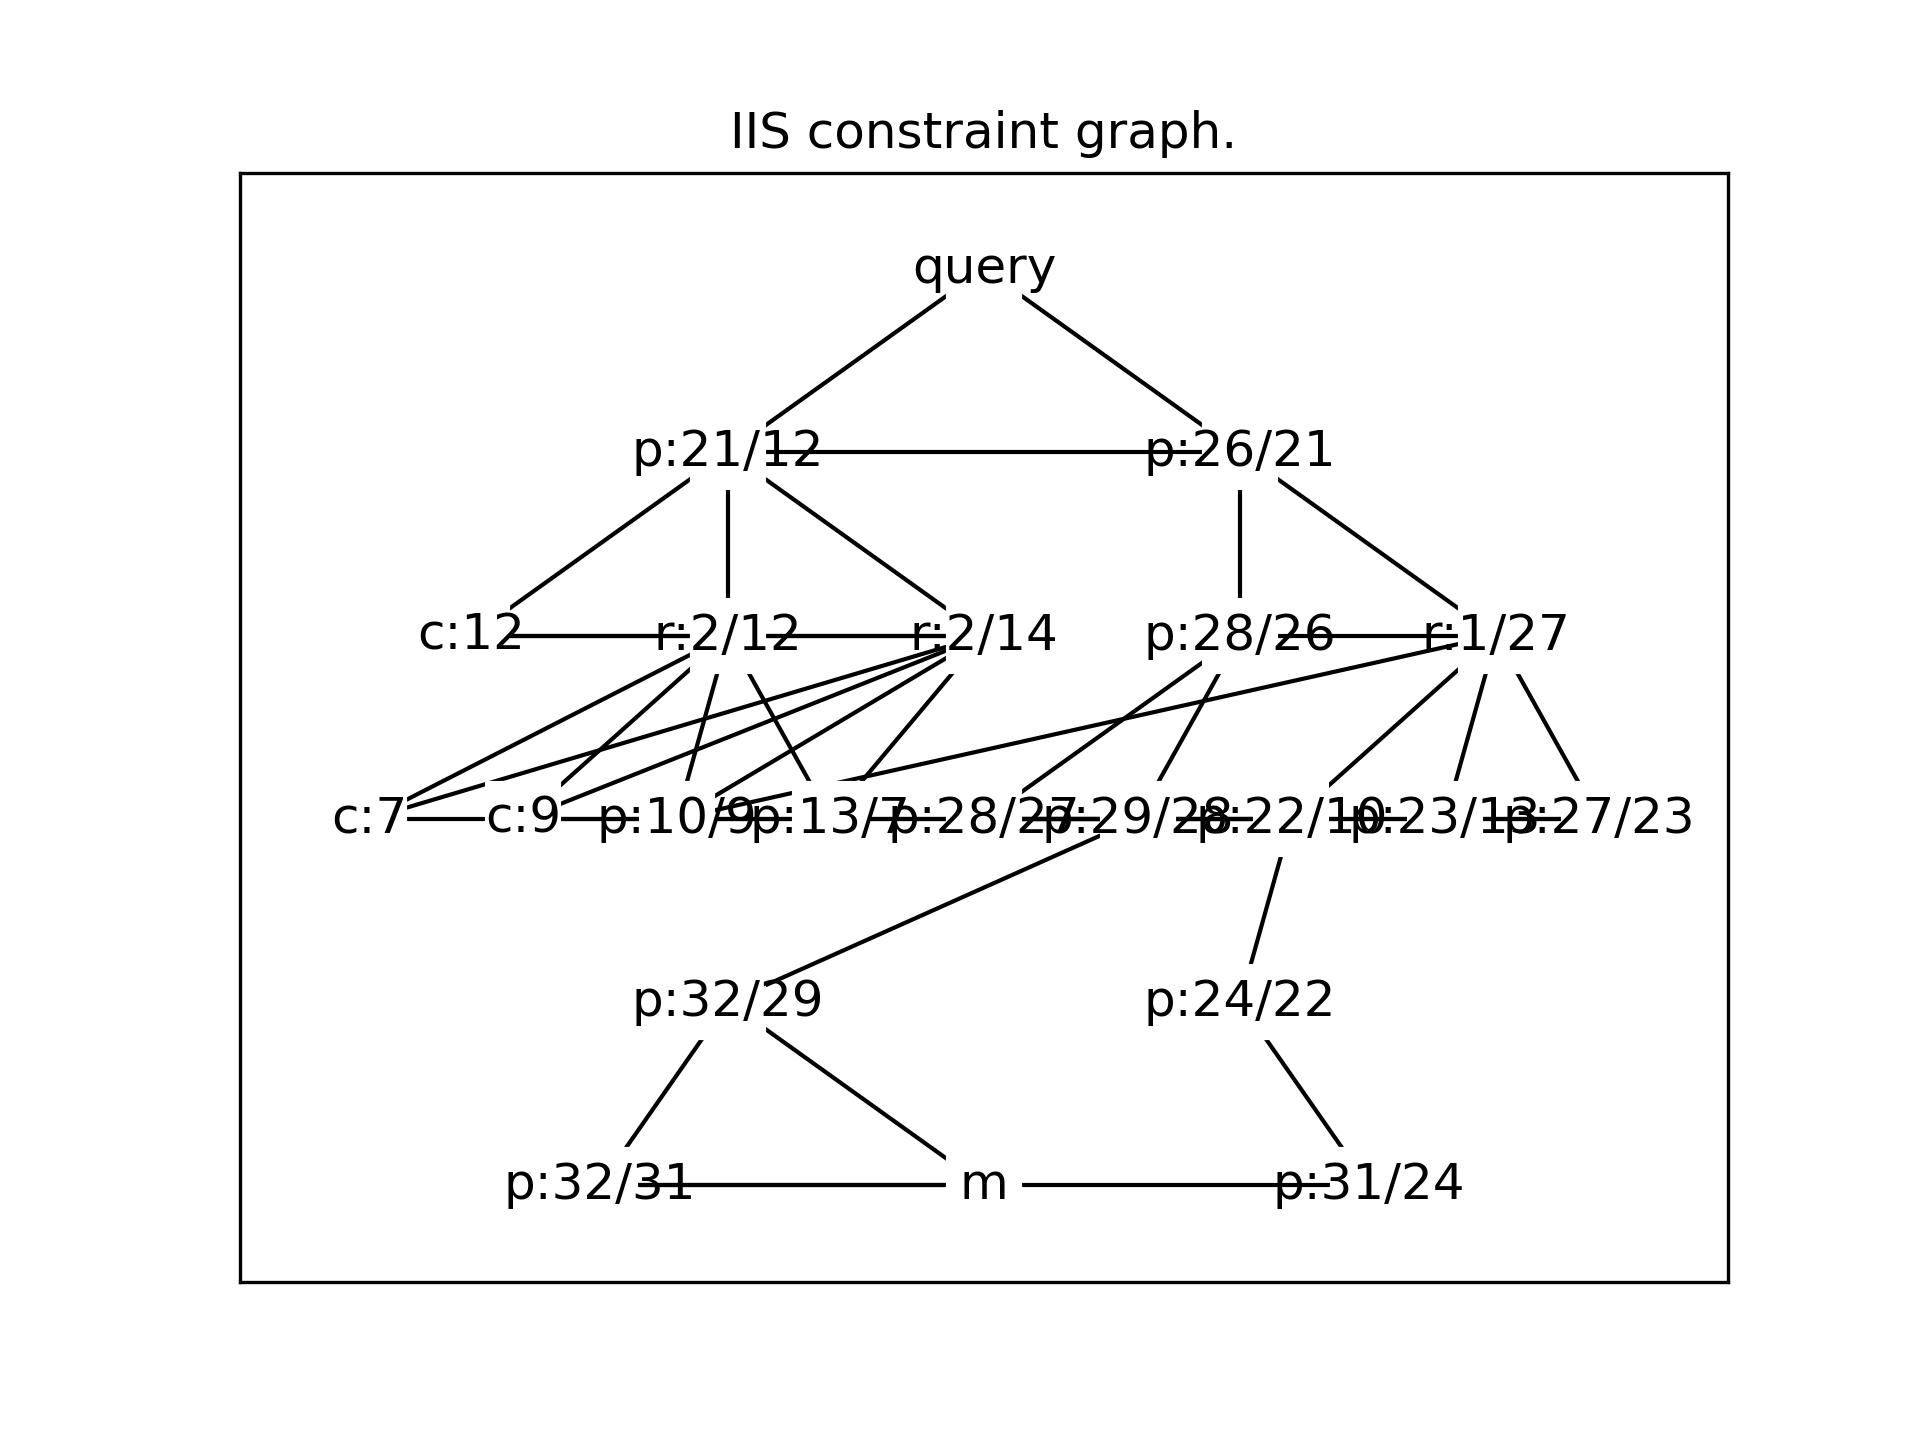 IIS constraint graph.
query
p:21/12 p:26/21
c:12 r:2/12 r:2/14 p:28/26 r:1/27
c:7 c:9 p:10/9 p:13/7 p:28/27 p:29/28 p:22/10 p:23/13 p:27/23
p:32/29 p:24/22
p:32/31 m p:31/24